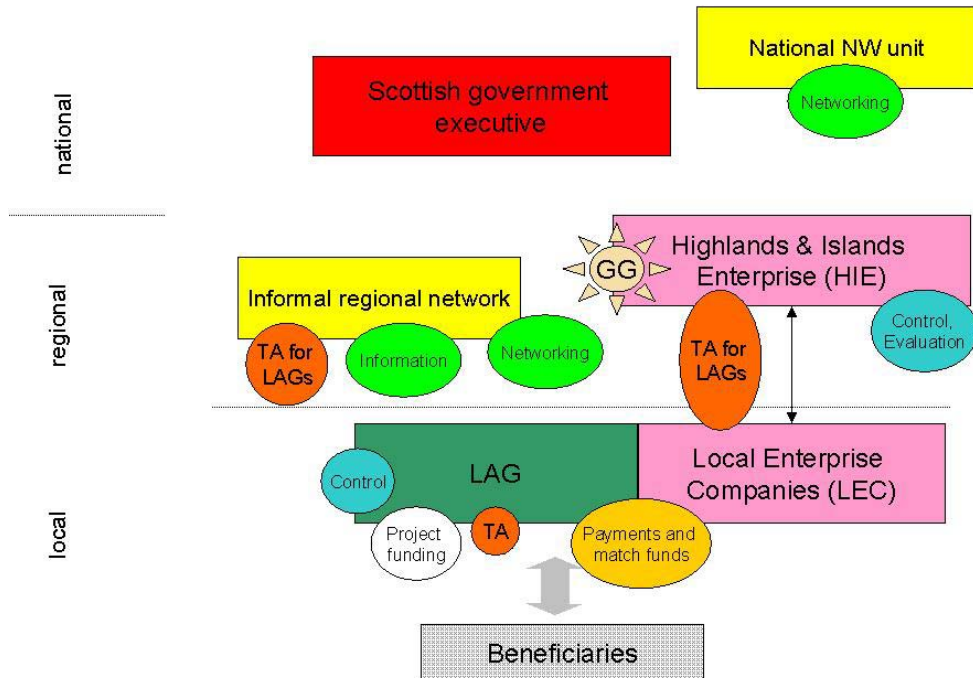 national
National NW unit
Networking
Scottish government
executive
regional
Highlands & Islands
Enterprise (HIE)
GG
Informal regional network
Control,
Evaluation
TA for
LAGs
Information
Networking
TA for
LAGs
local
LAG
Local Enterprise
Companies (LEC)
Control
Project
funding
TA
Payments and
match funds
Beneficiaries